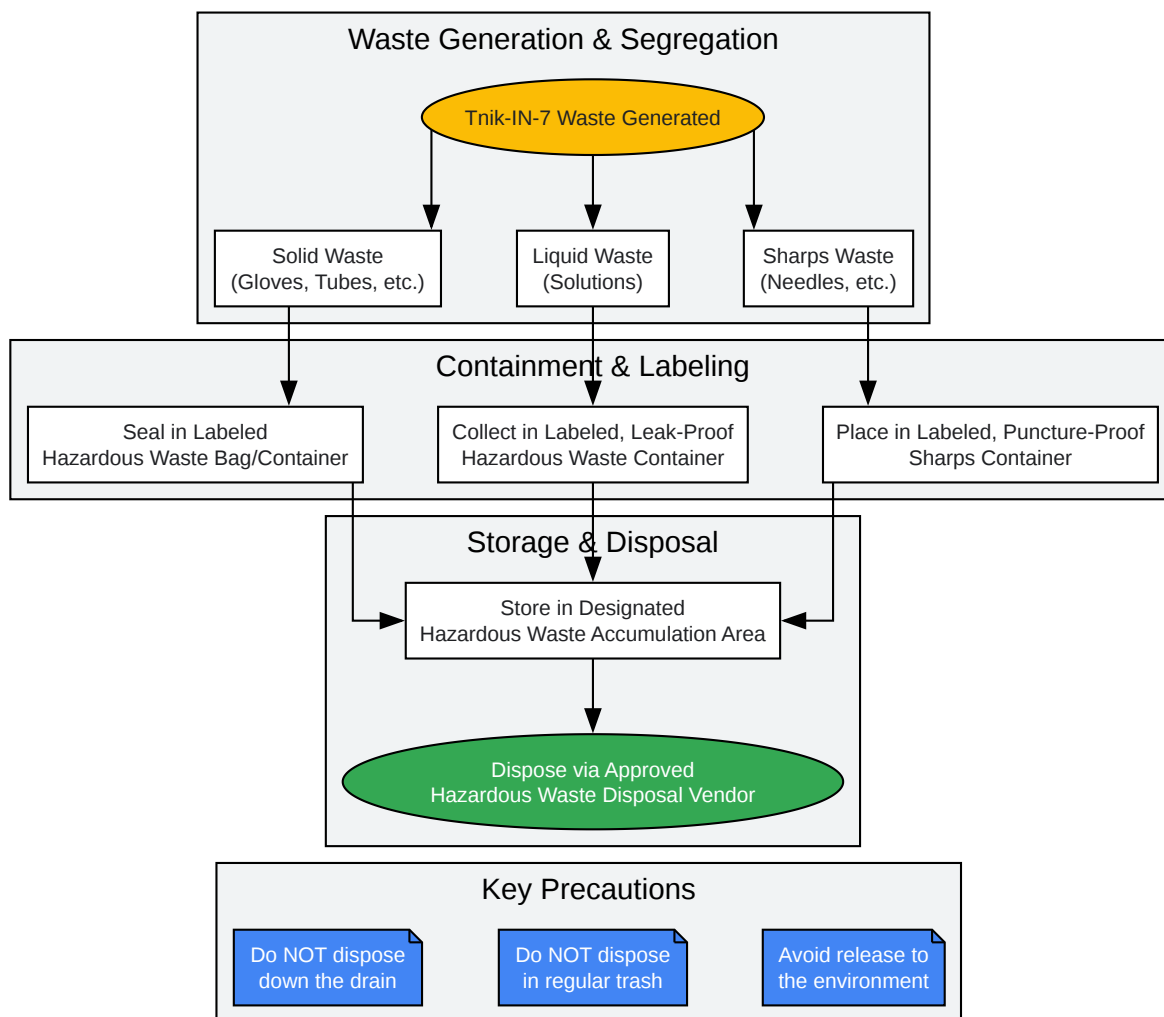 Waste Generation & Segregation
Tnik-IN-7 Waste Generated
Solid Waste
(Gloves, Tubes, etc.)
Liquid Waste
(Solutions)
Sharps Waste
(Needles, etc.)
Containment & Labeling
Seal in Labeled
Hazardous Waste Bag/Container
Collect in Labeled, Leak-Proof
Hazardous Waste Container
Place in Labeled, Puncture-Proof
Sharps Container
Storage & Disposal
Store in Designated
Hazardous Waste Accumulation Area
Dispose via Approved
Hazardous Waste Disposal Vendor
Key Precautions
Do NOT dispose
down the drain
Do NOT dispose
in regular trash
Avoid release to
the environment